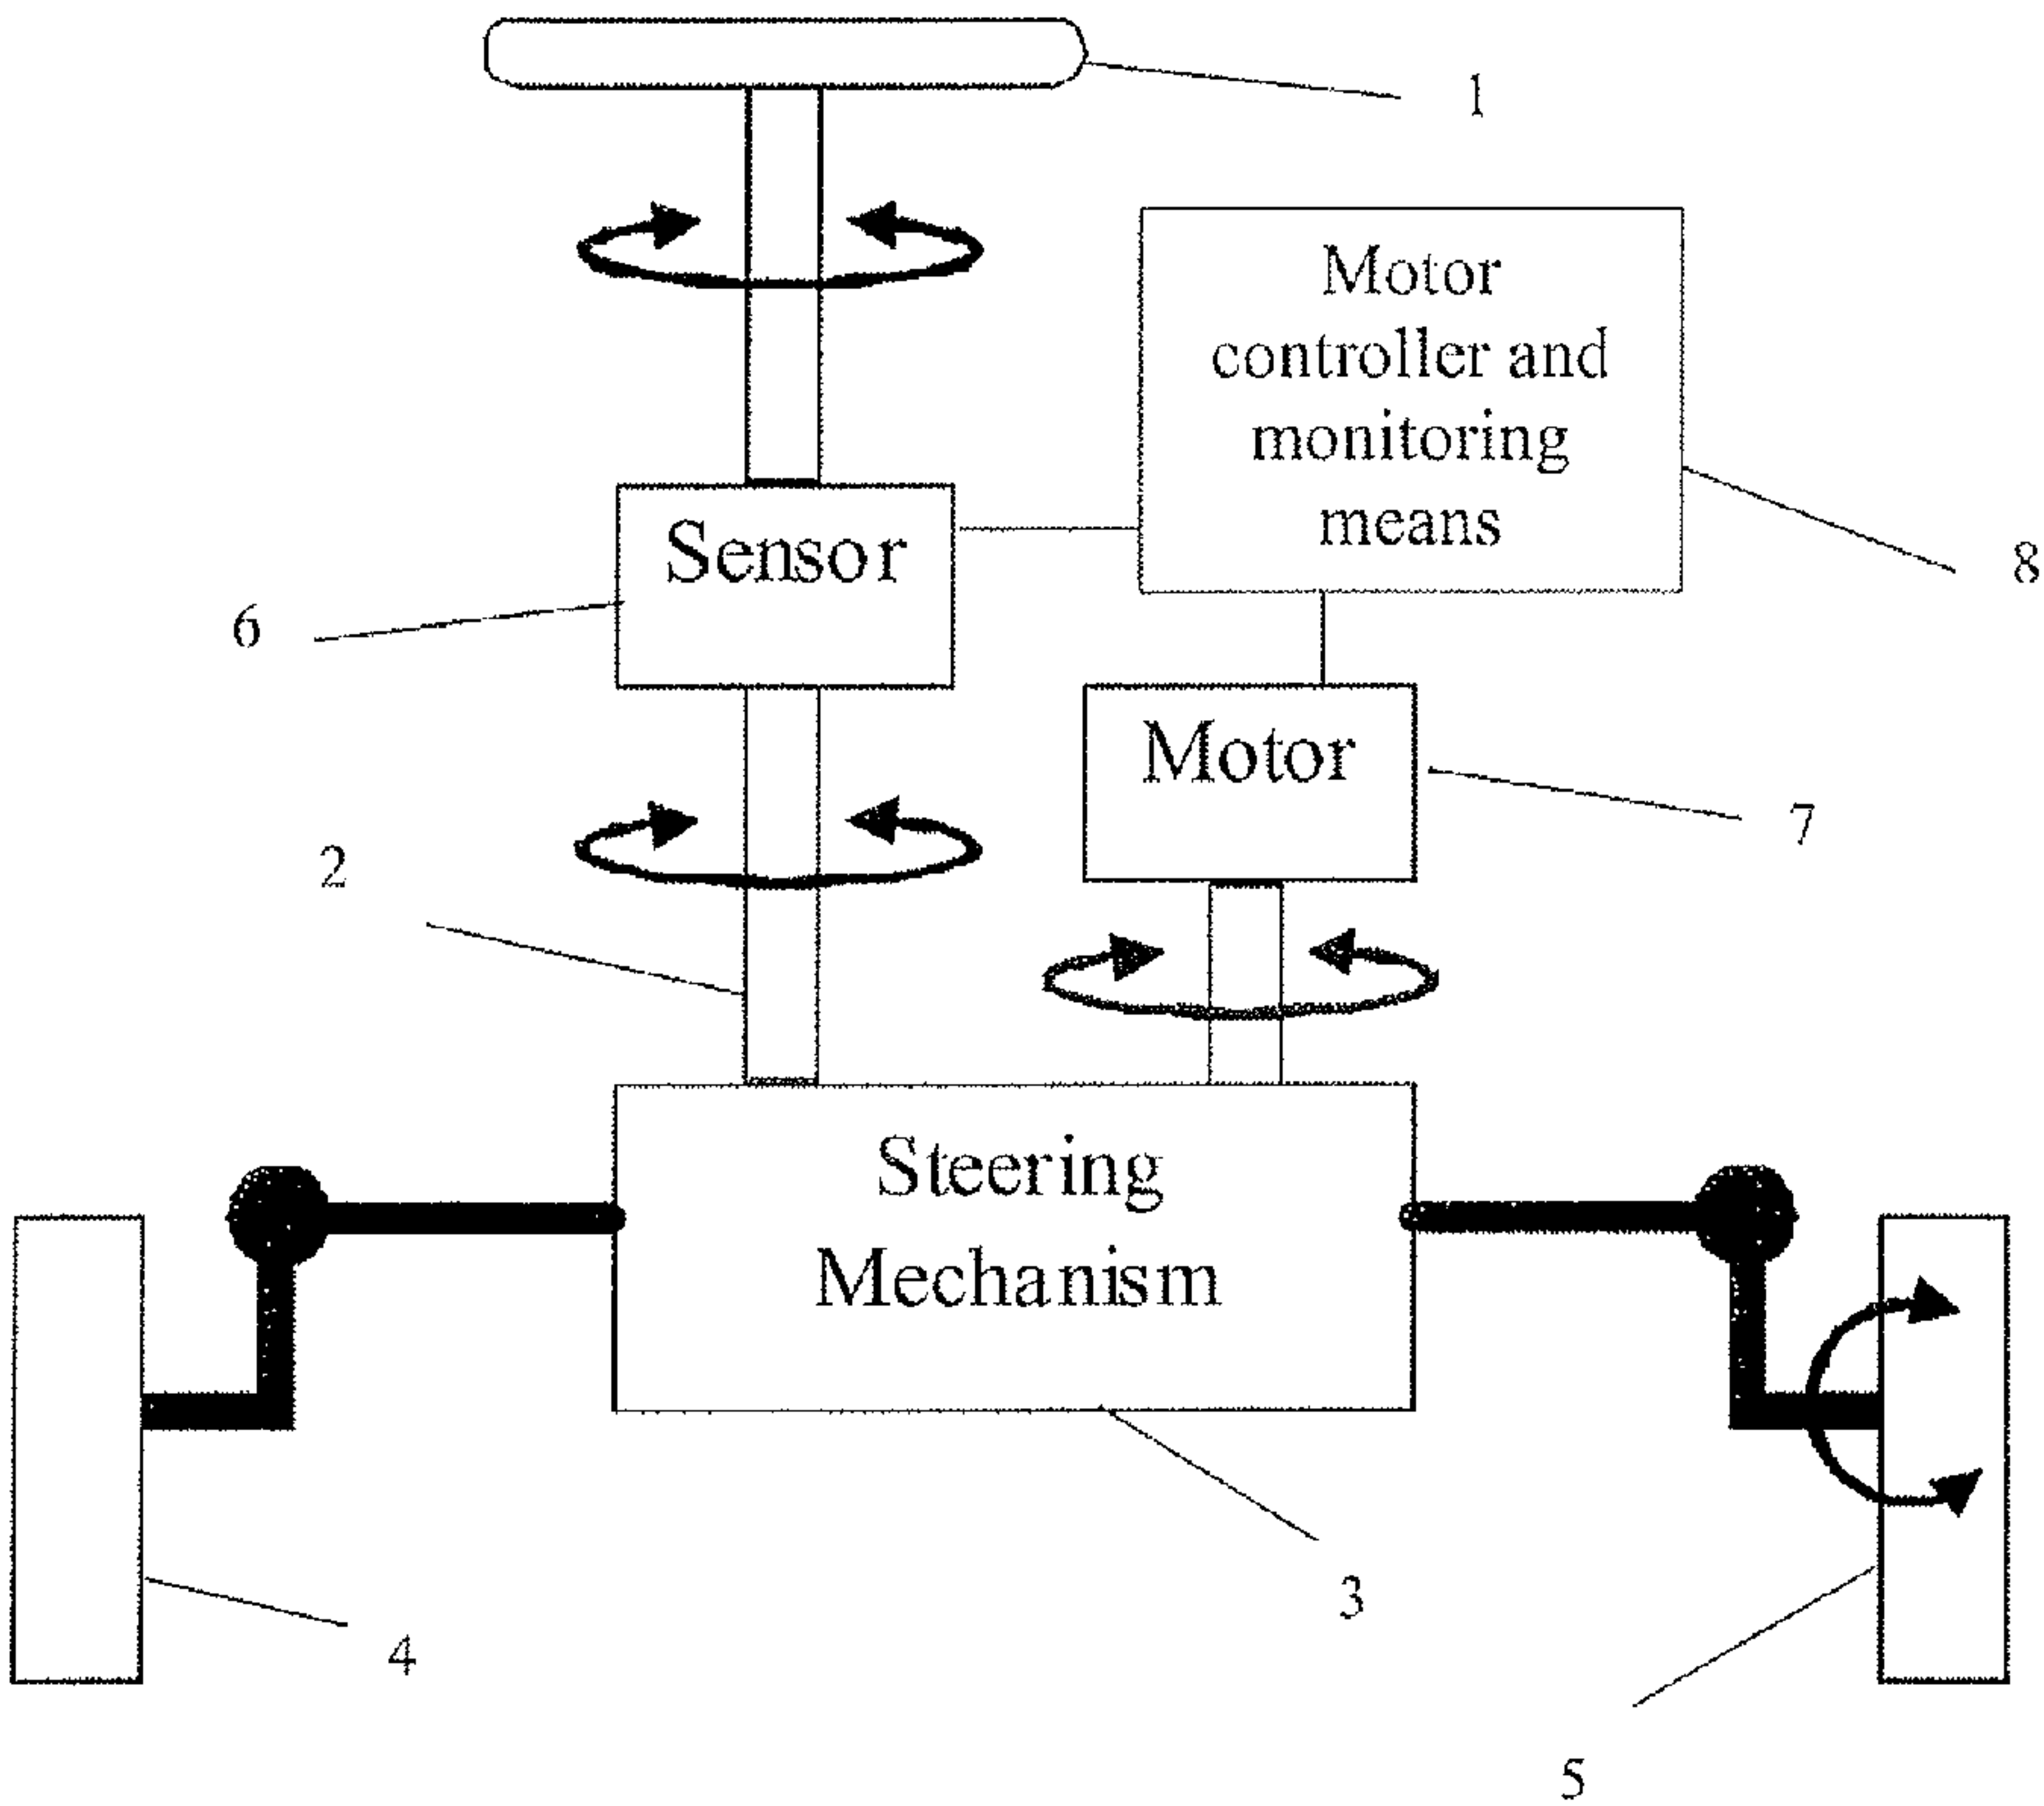 1
Motor
controller and
monitoring
means
8
Sensor
6
Motor
7
2
Steering
Mechanism
3
4
5